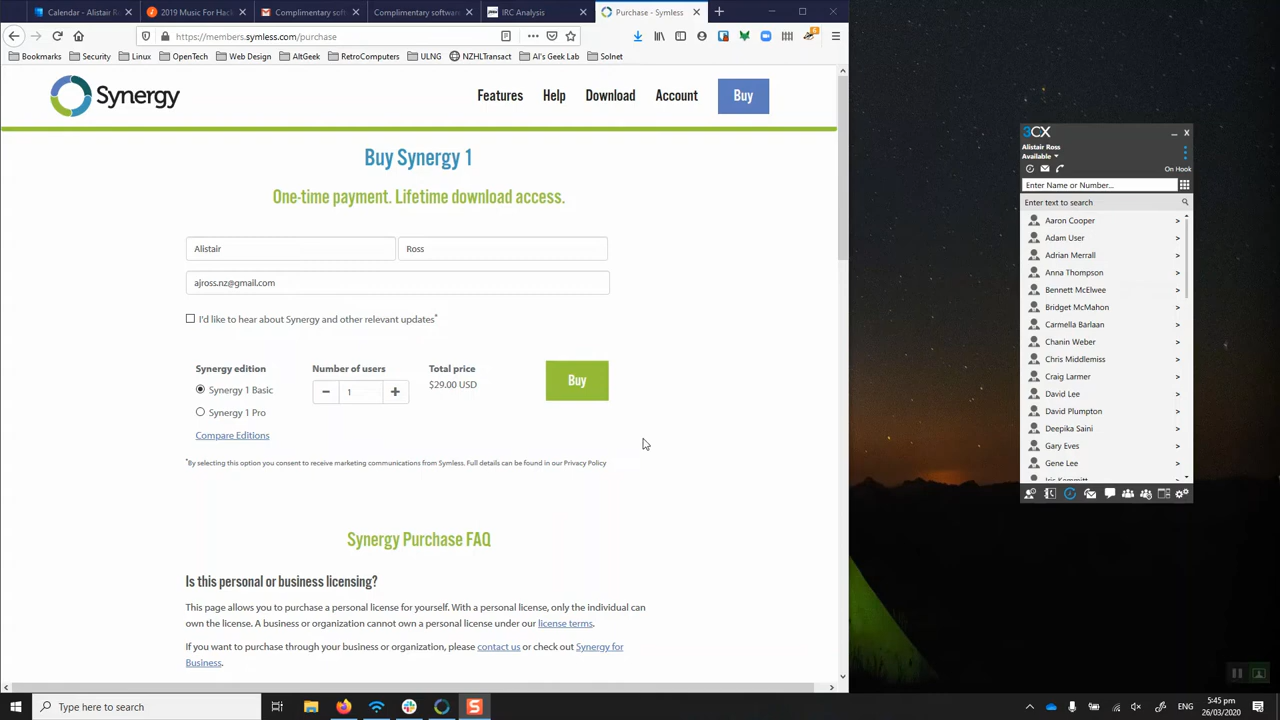 Calendar - Alistair Ro
2019 Music For Hack
Complimentary soft
Complimentary software
IRC Analysis
Purchase - Symless
https://members.symless.com/purchase
6
Bookmarks
Security
Linux
OpenTech
Web Design
AltGeek
RetroComputers
ULNG
NZHLTransact
Al's Geek Lab
Solnet
Synergy
Features
Help
Download
Account
Buy
Buy Synergy 1
One-time payment. Lifetime download access.
Alistair
Ross
ajross.nz@gmail.com
I'd like to hear about Synergy and other relevant updates*
Synergy edition
Number of users
Total price
Synergy 1 Basic
1
$29.00 USD
Buy
Synergy 1 Pro
Compare Editions
*By selecting this option you consent to receive marketing communications from Symless. Full details can be found in our Privacy Policy
Synergy Purchase FAQ
Is this personal or business licensing?
This page allows you to purchase a personal license for yourself. With a personal license, only the individual can
own the license. A business or organization cannot own a personal license under our license terms.
If you want to purchase through your business or organization, please contact us or check out Synergy for
Business.
3CX
Alistair Ross
Available
On Hook
Enter Name or Number...
Enter text to search
Aaron Cooper
Adam User
Adrian Merrall
Anna Thompson
Bennett McElwee
Bridget McMahon
Carmella Barlaan
Chanin Weber
Chris Middlemiss
Craig Larmer
David Lee
David Plumpton
Deepika Saini
Gary Eves
Gene Lee
Type here to search
5:45 pm
26/03/2020